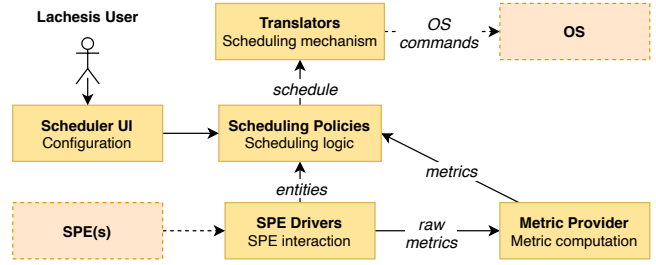 Lachesis User
Translators
Scheduling mechanism
OS
commands
OS
schedule
Scheduler UI
Configuration
Scheduling Policies
Scheduling logic
entities
metrics
SPE(s)
SPE Drivers
SPE interaction
raw
metrics
Metric Provider
Metric computation